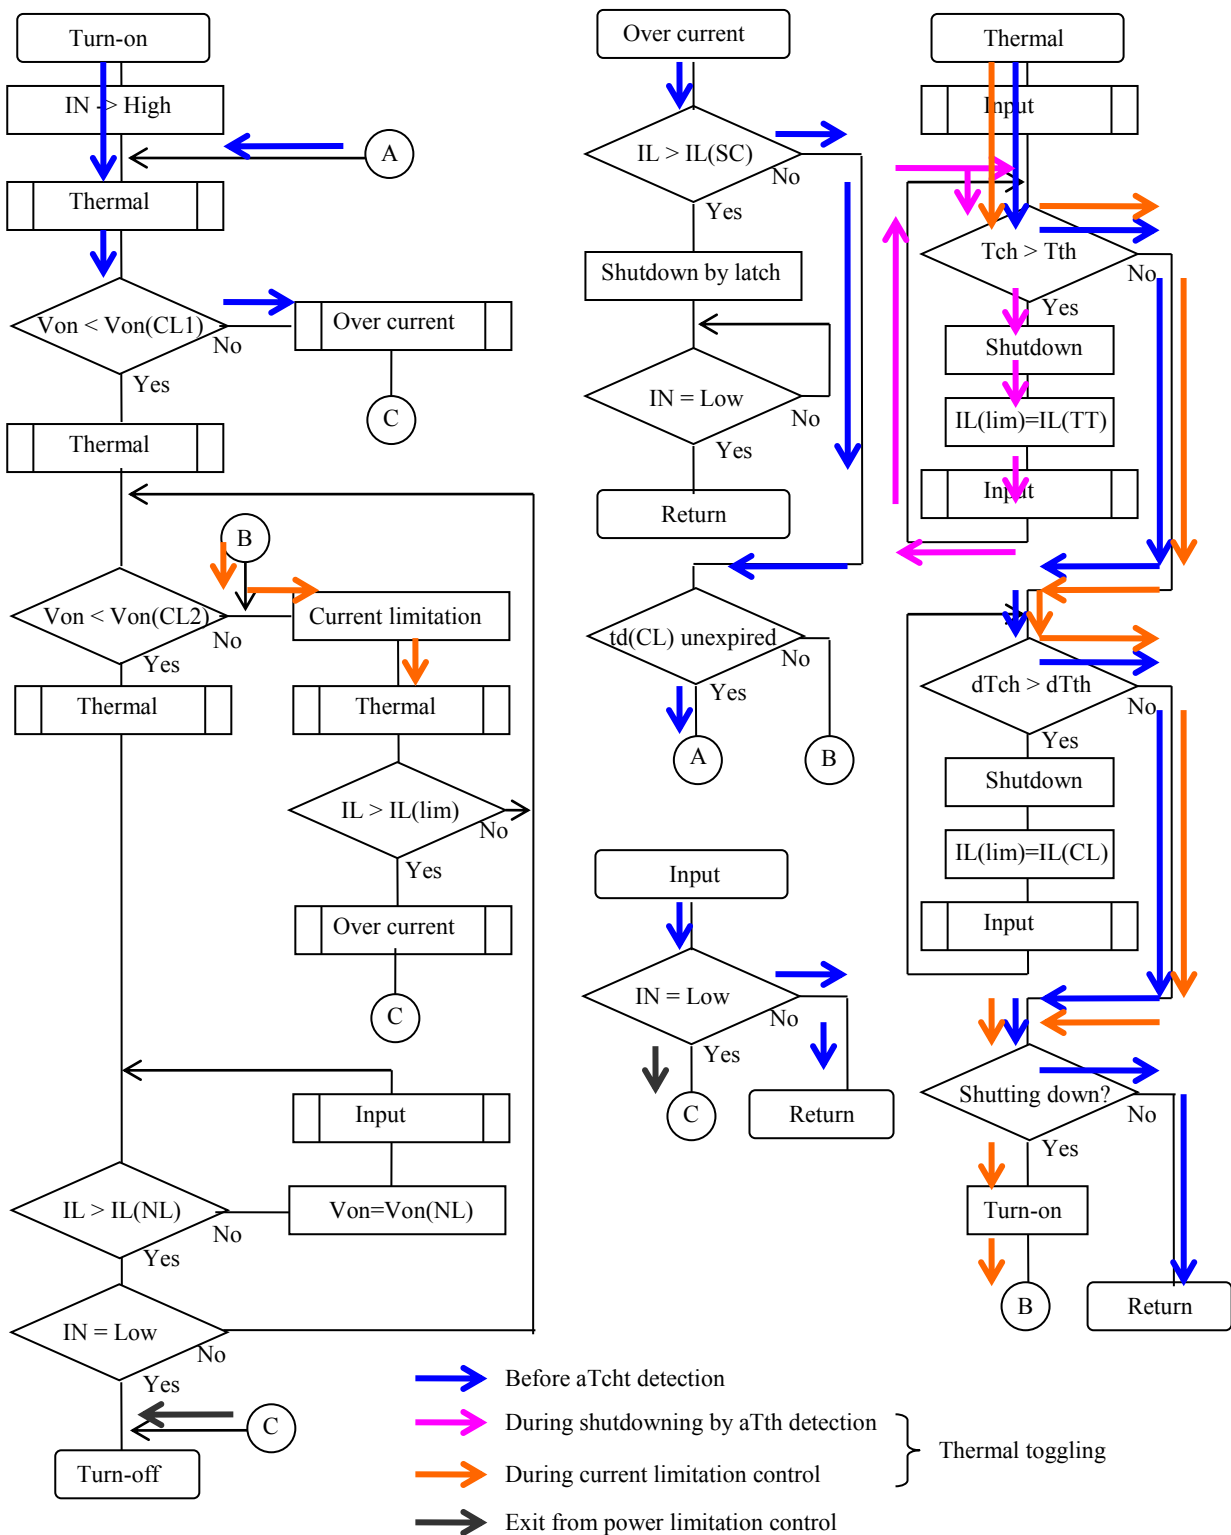 Turn-on
IN -> High
A
Thermal
Von < Von(CL1)
No
Yes
Over current
C
Thermal
B
Von < Von(CL2)
No
Yes
Current limitation
Thermal
Thermal
IL > IL(lim)
No
Yes
Over current
C
Input
Von=Von(NL)
IL > IL(NL)
No
Yes
IN = Low
No
Yes
C
Turn-off
Over current
IL > IL(SC)
No
Yes
Shutdown by latch
IN = Low
No
Yes
Return
td(CL) unexpired
No
Yes
A
B
Input
IN = Low
No
Yes
C
Return
Thermal
Input
Tch > Tth
No
Yes
Shutdown
IL(lim)=IL(TT)
Input
dTch > dTth
No
Yes
Shutdown
IL(lim)=IL(CL)
Input
Shutting down?
No
Yes
Turn-on
B
Return
Before aTcht detection
During shutdowning by aTth detection
During current limitation control
Thermal toggling
Exit from power limitation control